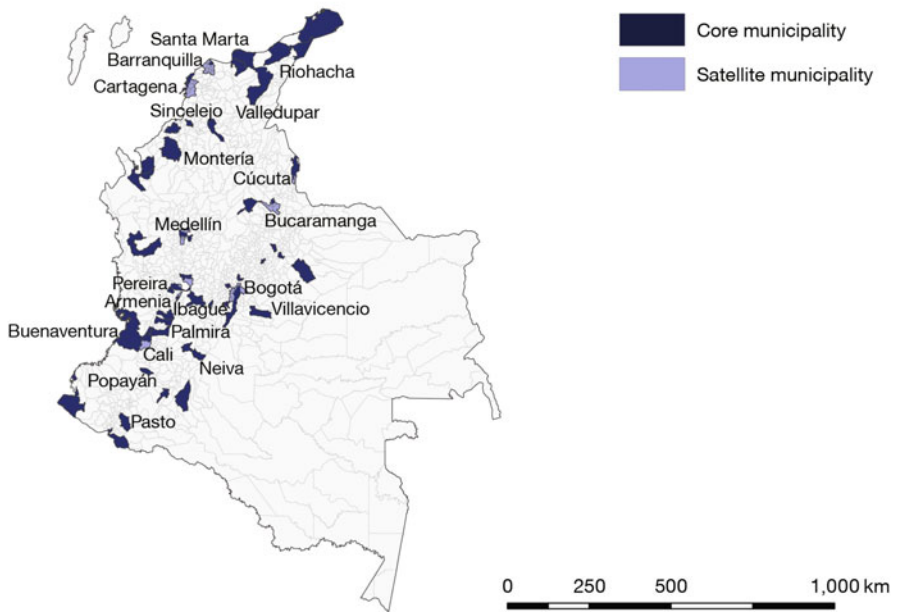 Santa Marta
Barranquilla
Cartagena
Riohacha
Sincelejo
Valledupar
Montería
Cúcuta
Medellín
Bucaramanga
Pereira
Bogotá
Armenia
Ibague
Villavicencio
Buenaventura
Palmira
Cali
Neiva
Popayán
Pasto
Core municipality
Satellite municipality
0 250 500 1,000 km